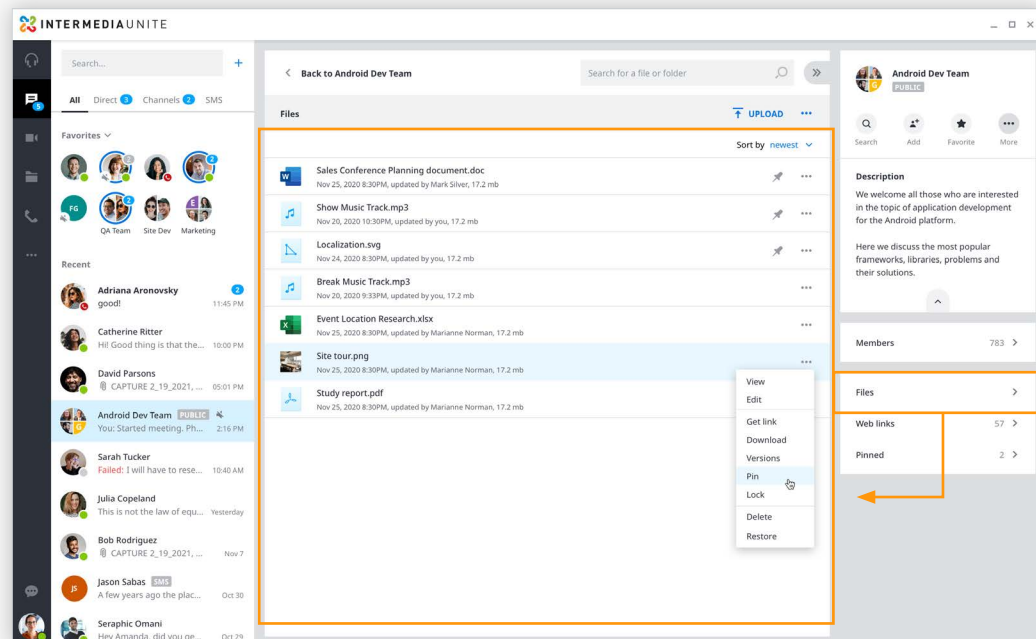 INTERMEDIA UNITE
Search...
All Direct 3 Channels 2 SMS
Favorites
2
2
FG
2
E
QA Team Site Dev Marketing
Recent
Adriana Aronovsky 2
good! 11:45 PM
Catherine Ritter
Hi! Good thing is that the... 10:00 PM
David Parsons
CAPTURE 2_19_2021, ... 05:01 PM
Android Dev Team PUBLIC
You: Started meeting. Ph... 2:16 PM
Sarah Tucker
Failed: I will have to rese... 10:40 AM
Julia Copeland
This is not the law of equ... Yesterday
Bob Rodriguez
CAPTURE 2_19_2021, ... Nov 7
JS
Jason Sabas SMS
A few years ago the plac... Oct 30
Seraphic Omani
Hey Amanda, did you ge... Oct 29
5
Back to Android Dev Team
Search for a file or folder
Files
UPLOAD
Sort by newest
Sales Conference Planning document.doc
Nov 25, 2020 8:30PM, updated by Mark Silver, 17.2 mb
Show Music Track.mp3
Nov 20, 2020 10:30PM, updated by you, 17.2 mb
Localization.svg
Nov 24, 2020 8:30PM, updated by you, 17.2 mb
Break Music Track.mp3
Nov 20, 2020 9:33PM, updated by you, 17.2 mb
Event Location Research.xlsx
Nov 25, 2020 8:30PM, updated by Marianne Norman, 17.2 mb
Site tour.png
Nov 25, 2020 8:30PM, updated by Marianne Norman, 17.2 mb
Study report.pdf
Nov 25, 2020 8:30PM, updated by Marianne Norman, 17.2 mb
View
Edit
Get link
Download
Versions
Pin
Lock
Delete
Restore
G
Android Dev Team
PUBLIC
Search Add Favorite More
Description
We welcome all those who are interested
in the topic of application development
for the Android platform.
Here we discuss the most popular
frameworks, libraries, problems and
their solutions.
Members 783
Files
Web links 57
Pinned 2